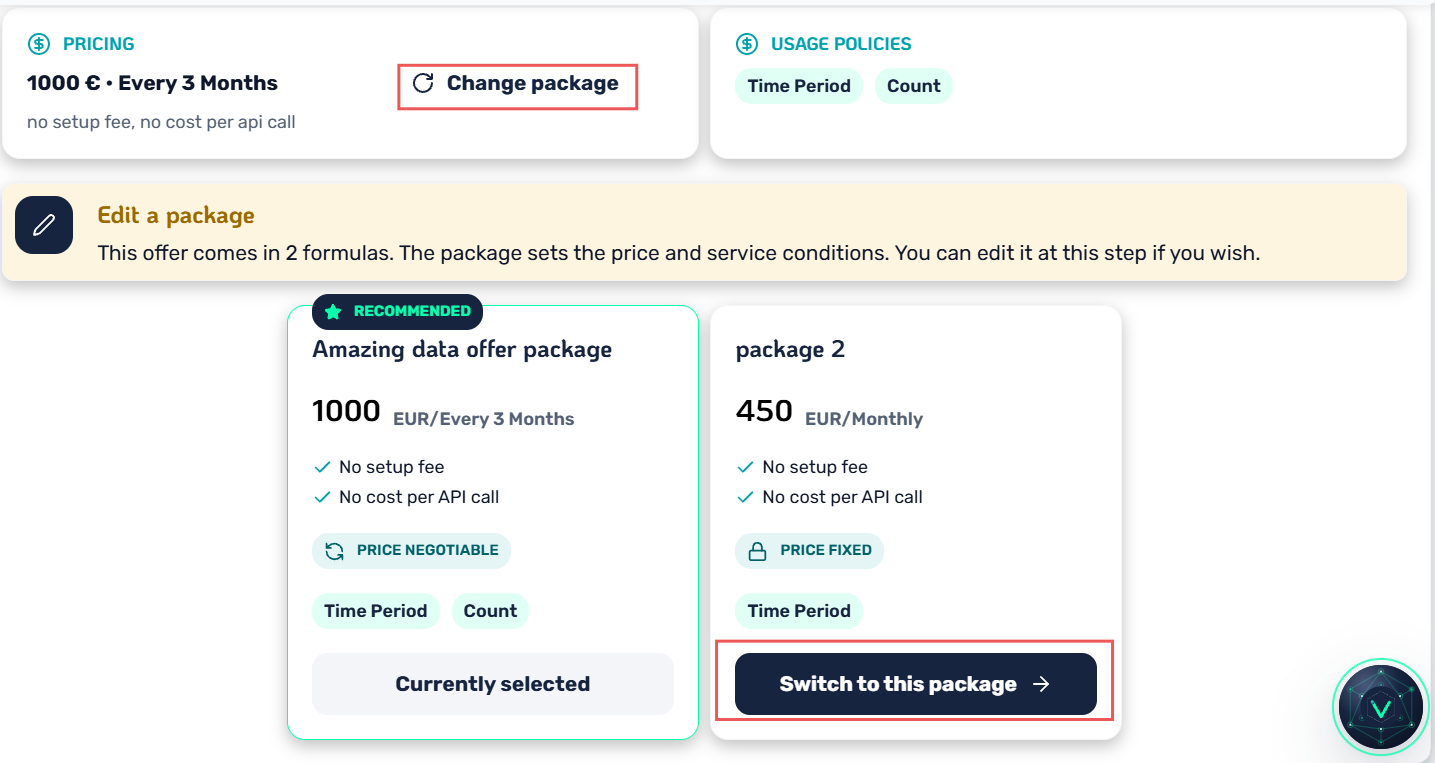 PRICING
1000 € • Every 3 Months
Change package
no setup fee, no cost per api call
USAGE POLICIES
Time Period
Count
Edit a package
This offer comes in 2 formulas. The package sets the price and service conditions. You can edit it at this step if you wish.
RECOMMENDED
Amazing data offer package
1000 EUR/Every 3 Months
No setup fee
No cost per API call
PRICE NEGOTIABLE
Time Period
Count
Currently selected
package 2
450 EUR/Monthly
No setup fee
No cost per API call
PRICE FIXED
Time Period
Switch to this package